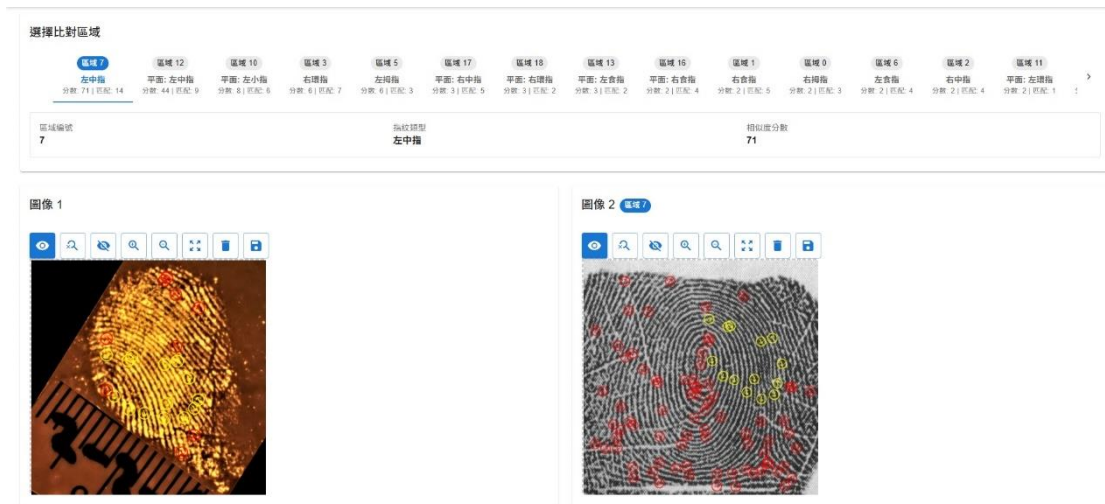 選擇比對區域
區域 7 區域 12 區域 10 區域 3 區域 5 區域 17 區域 18 區域 13 區域 16 區域 1 區域 0 區域 6 區域 2 區域 11
左中指 平面: 左中指 平面: 左小指 右環指 左拇指 平面: 右中指 平面: 右環指 平面: 左食指 平面: 右食指 右食指 右拇指 左食指 右中指 平面: 左環指
分數: 71 | 匹配: 14 分數: 44 | 匹配: 9 分數: 8 | 匹配: 6 分數: 6 | 匹配: 7 分數: 6 | 匹配: 3 分數: 3 | 匹配: 5 分數: 3 | 匹配: 2 分數: 3 | 匹配: 2 分數: 2 | 匹配: 4 分數: 2 | 匹配: 5 分數: 2 | 匹配: 3 分數: 2 | 匹配: 4 分數: 2 | 匹配: 4 分數: 2 | 匹配: 1
區域編號 指紋類型 相似度分數
7 左中指 71
圖像 1 圖像 2 區域 7